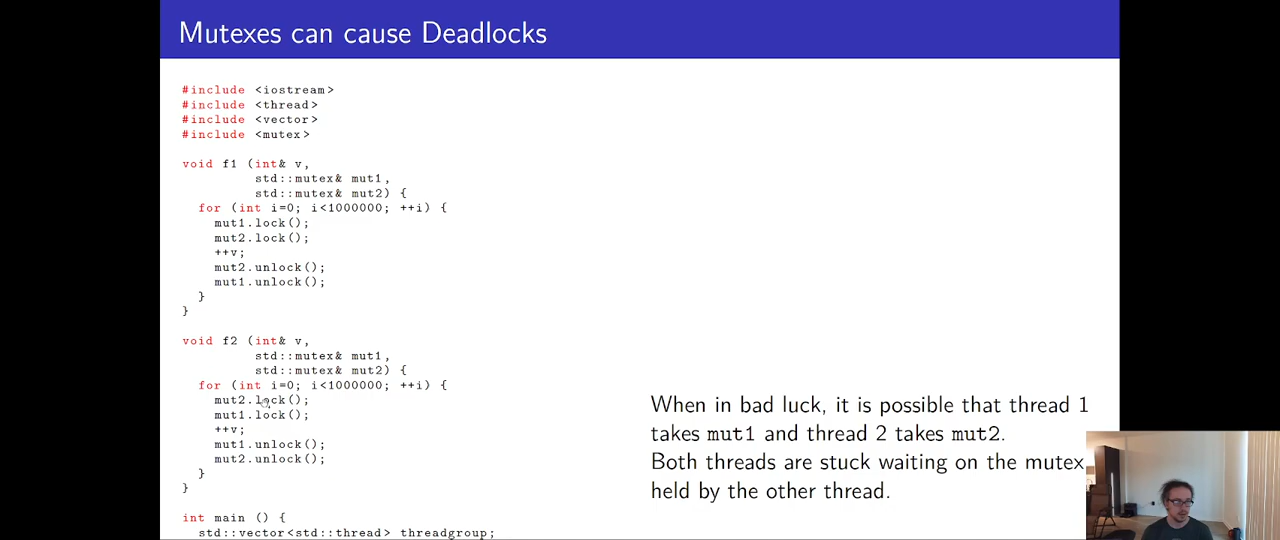 Mutexes can cause Deadlocks
#include <iostream>
#include <thread>
#include <vector>
#include <mutex>
void f1 (int& v,
std::mutex& mut1,
std::mutex& mut2) {
for (int i=0; i<1000000; ++i) {
mut1.lock();
mut2.lock();
++v;
mut2.unlock();
mut1.unlock();
}
}
void f2 (int& v,
std::mutex& mut1,
std::mutex& mut2) {
for (int i=0; i<1000000; ++i) {
mut2.lock();
mut1.lock();
++v;
mut1.unlock();
mut2.unlock();
}
}
int main () {
std::vector<std::thread> threadgroup;
When in bad luck, it is possible that thread 1
takes mut1 and thread 2 takes mut2.
Both threads are stuck waiting on the mutex
held by the other thread.